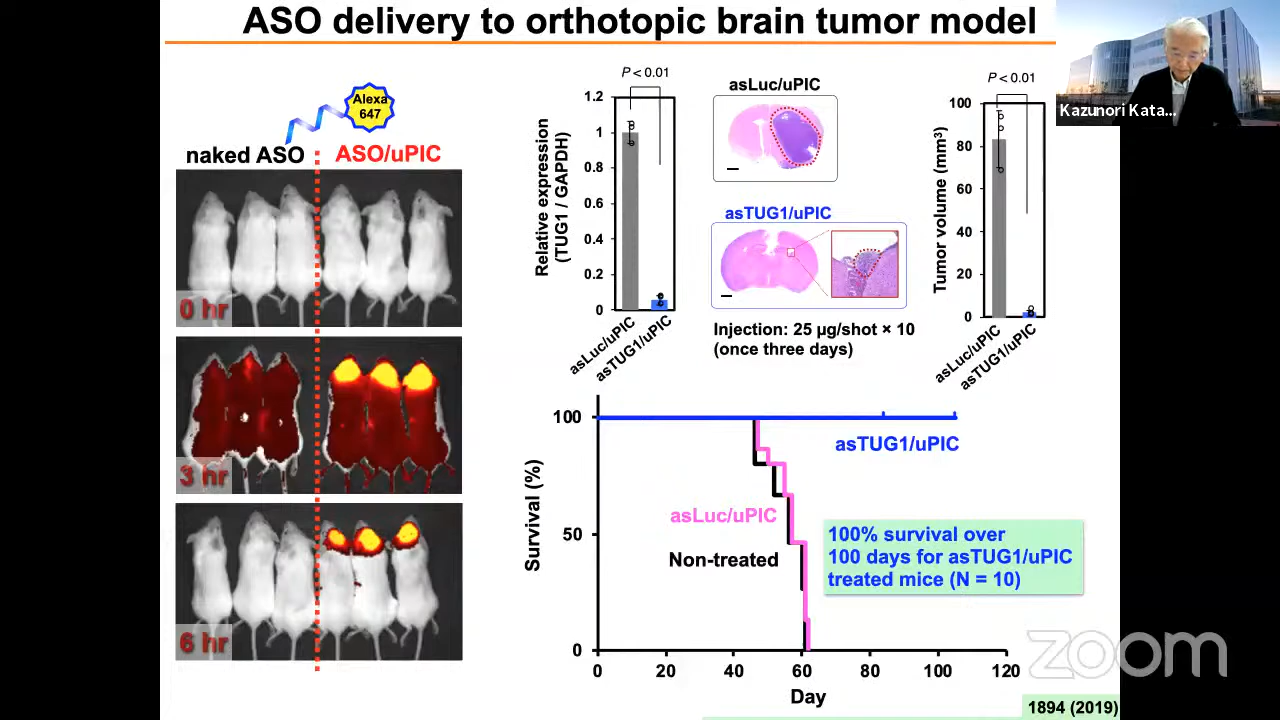 ASO delivery to orthotopic brain tumor model
Kazunori Kata...
Alexa
647
naked ASO
ASO/uPIC
0 hr
3 hr
6 hr
P < 0.01
Relative expression
(TUG1 / GAPDH)
1.2
1
0.8
0.6
0.4
0.2
0
asLuc/uPIC
asTUG1/uPIC
asLuc/uPIC
asTUG1/uPIC
Injection: 25 µg/shot × 10
(once three days)
P < 0.01
Tumor volume (mm³)
100
80
60
40
20
0
asLuc/uPIC
asTUG1/uPIC
Survival (%)
100
50
0
asTUG1/uPIC
asLuc/uPIC
Non-treated
100% survival over
100 days for asTUG1/uPIC
treated mice (N = 10)
0 20 40 60 80 100 120
Day
zoom
1894 (2019)